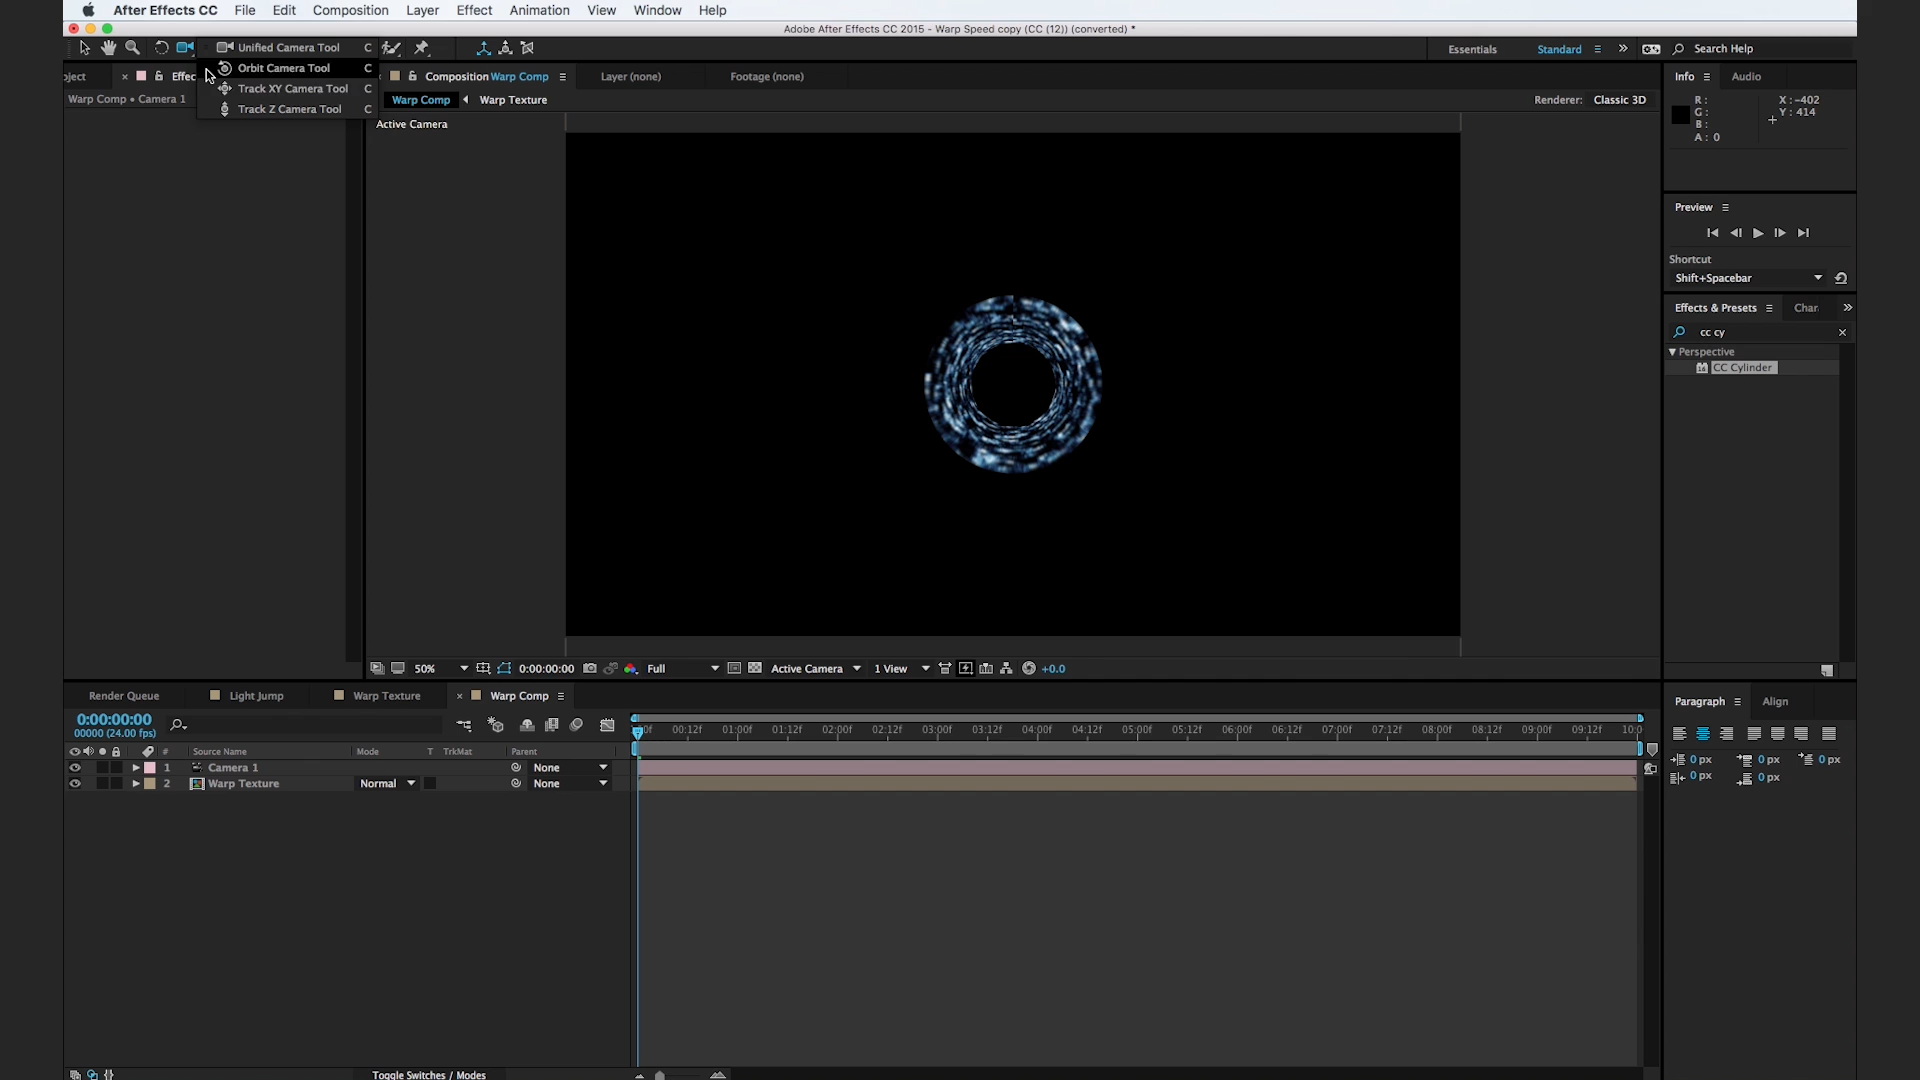 After Effects CC File Edit Composition Layer Effect Animation View Window Help
Adobe After Effects CC 2015 - Warp Speed copy (CC (12)) (converted) *
Unified Camera Tool C
Orbit Camera Tool C
Track XY Camera Tool C
Track Z Camera Tool C
Essentials Standard Search Help
oject Effec
Warp Comp • Camera 1
Composition Warp Comp Layer (none) Footage (none)
Warp Comp Warp Texture
Renderer: Classic 3D
Active Camera
Info Audio
R: X: -402
G: Y: 414
B:
A: 0
Preview
Shortcut
Shift+Spacebar
Effects & Presets Char
cc cy
Perspective
CC Cylinder
50% 0:00:00:00 Full Active Camera 1 View +0.0
Render Queue Light Jump Warp Texture Warp Comp
0:00:00:00
00000 (24.00 fps)
0f 00:12f 01:00f 01:12f 02:00f 02:12f 03:00f 03:12f 04:00f 04:12f 05:00f 05:12f 06:00f 06:12f 07:00f 07:12f 08:00f 08:12f 09:00f 09:12f 10:0
# Source Name Mode T TrkMat Parent
1 Camera 1 None
2 Warp Texture Normal None
Toggle Switches / Modes
Paragraph Align
0 px 0 px 0 px
0 px 0 px